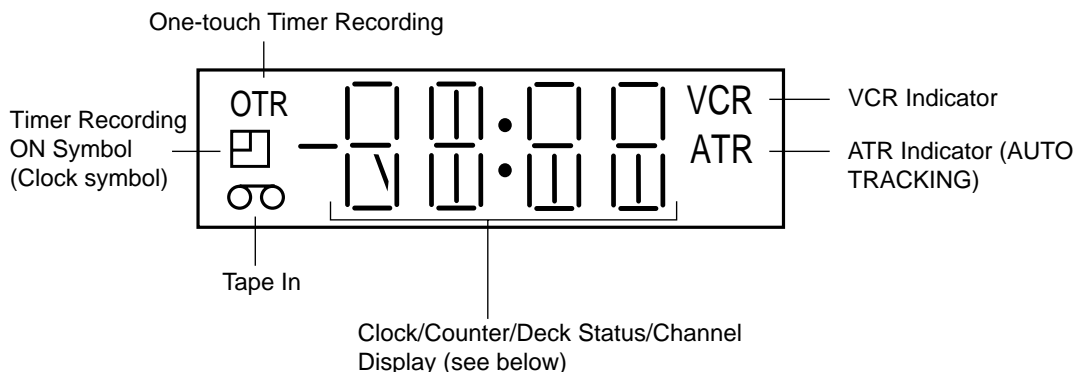 One-touch Timer Recording
OTR
VCR
VCR Indicator
Timer Recording
ON Symbol
(Clock symbol)
ATR
ATR Indicator (AUTO
TRACKING)
Tape In
Clock/Counter/Deck Status/Channel
Display (see below)